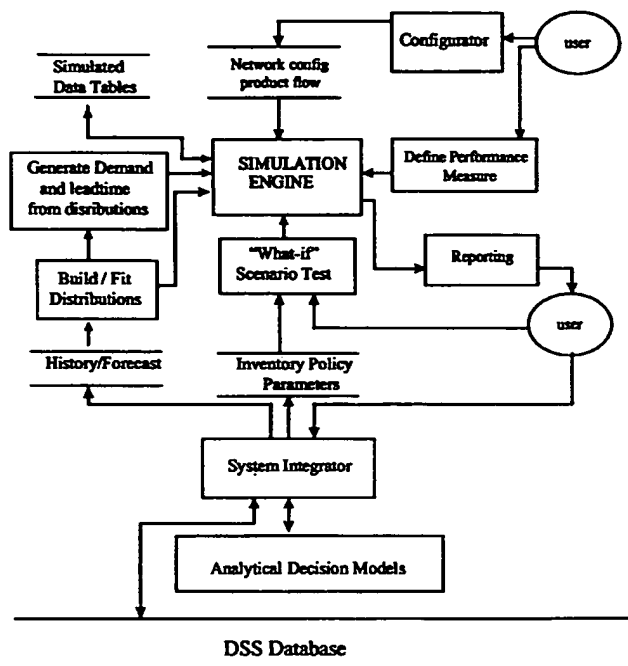 Simulated
Data Tables
Network config
product flow
Configurator
user
Generate Demand
and leadtime
from disributions
SIMULATION
ENGINE
Define Performance
Measure
Build / Fit
Distributions
"What-if"
Scenario Test
Reporting
user
History/Forecast
Inventory Policy
Parameters
System Integrator
Analytical Decision Models
DSS Database